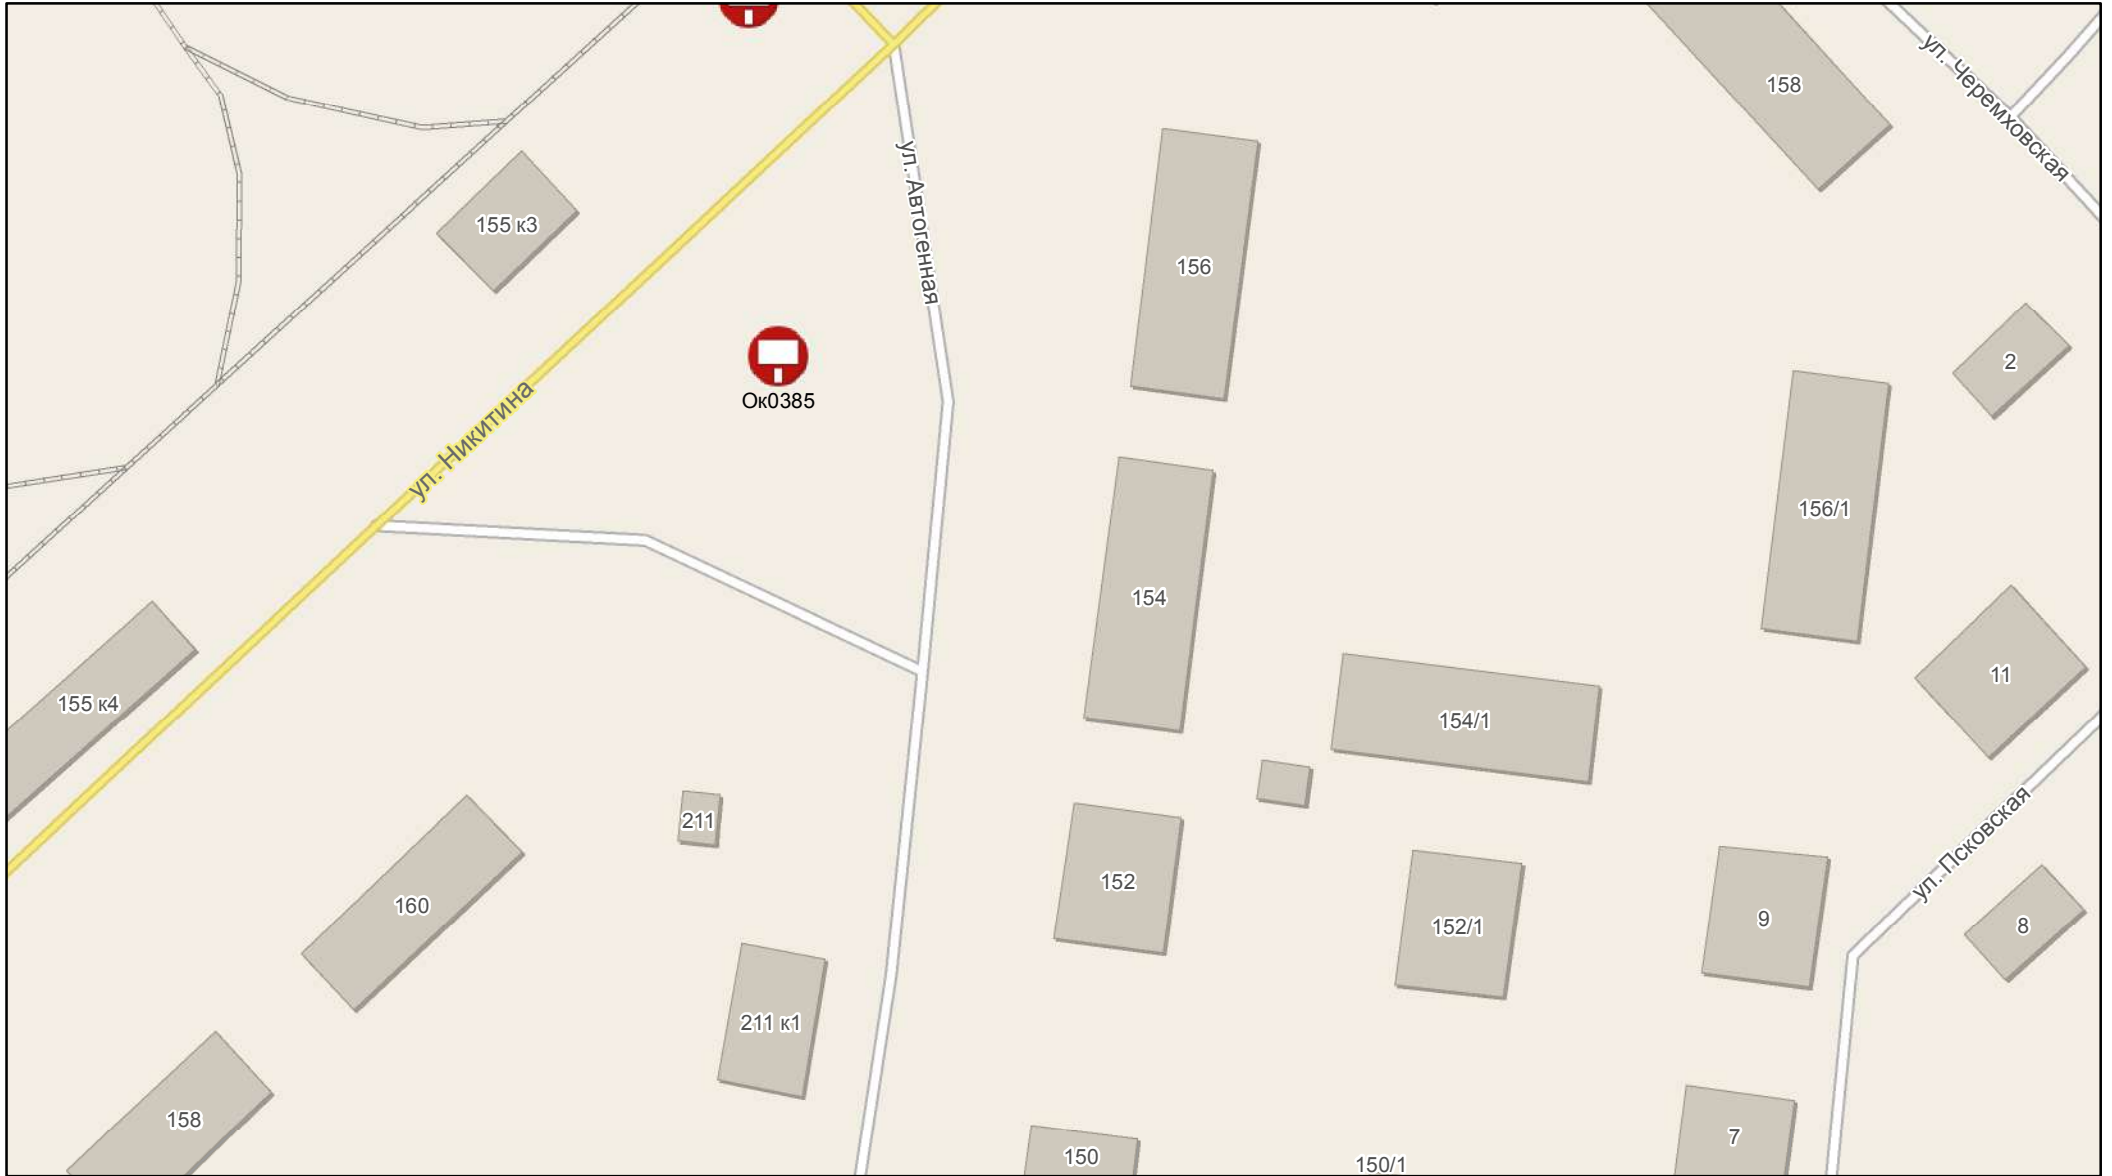 158
ул. Черемховская
ул. Автогенная
155 к3
156
2
Ок0385
ул. Никитина
156/1
154
11
155 к4
154/1
211
ул. Псковская
152
160
9
8
152/1
211 к1
158
7
150
150/1